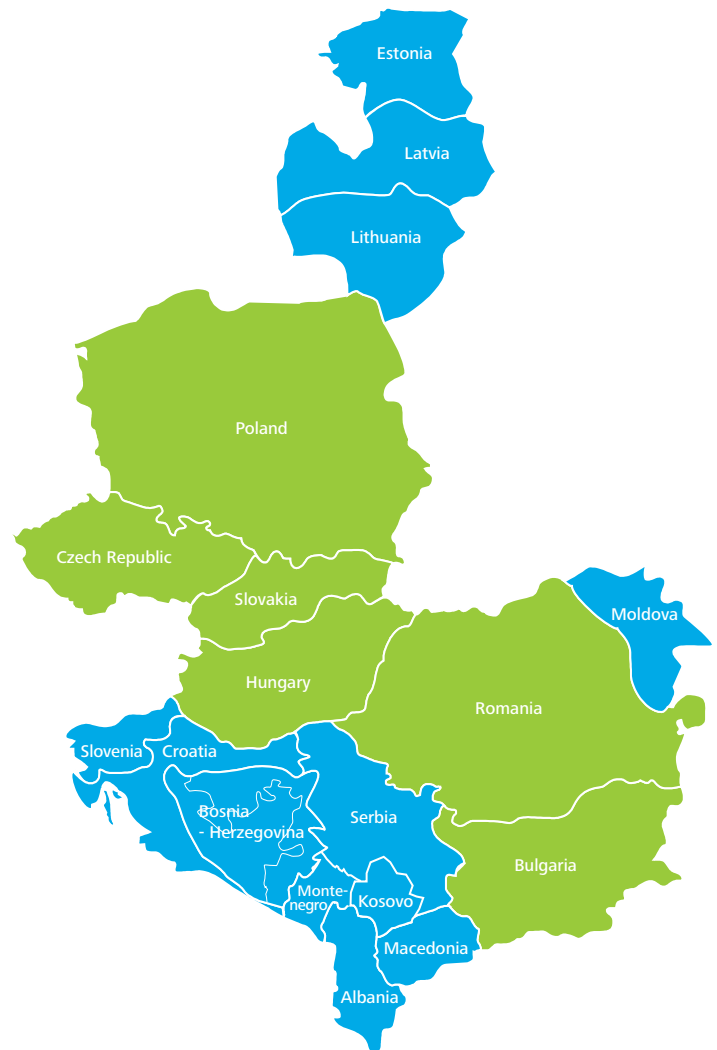 Estonia
Latvia
Lithuania
Poland
Czech Republic
Slovakia
Moldova
Hungary
Romania
Slovenia
Croatia
Bosnia
- Herzegovina
Serbia
Bulgaria
Monte-
negro
Kosovo
Macedonia
Albania